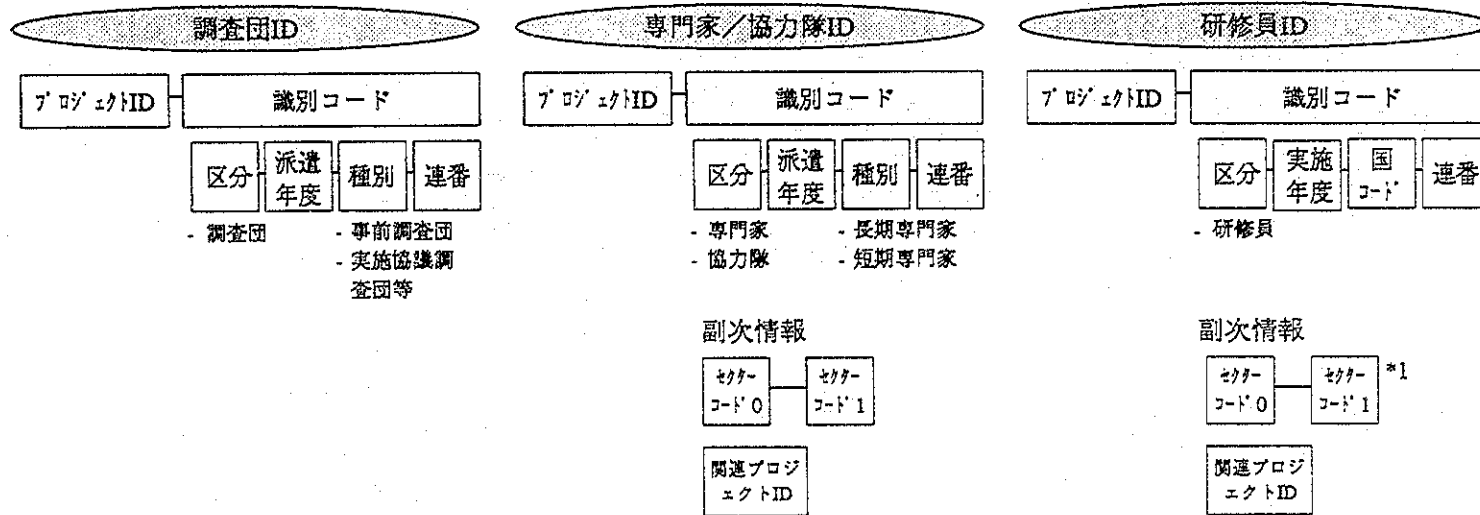 調査団ID
プロジェクトID
識別コード
区分
派遣
年度
種別
連番
- 調査団
- 事前調査団
- 実施協議調
査団等
専門家／協力隊ID
プロジェクトID
識別コード
区分
派遣
年度
種別
連番
- 専門家
- 協力隊
- 長期専門家
- 短期専門家
副次情報
セクター
コード0
セクター
コード1
関連プロジ
ェクトID
研修員ID
プロジェクトID
識別コード
区分
実施
年度
国
コード
連番
- 研修員
副次情報
セクター
コード0
セクター
コード1
*1
関連プロジ
ェクトID